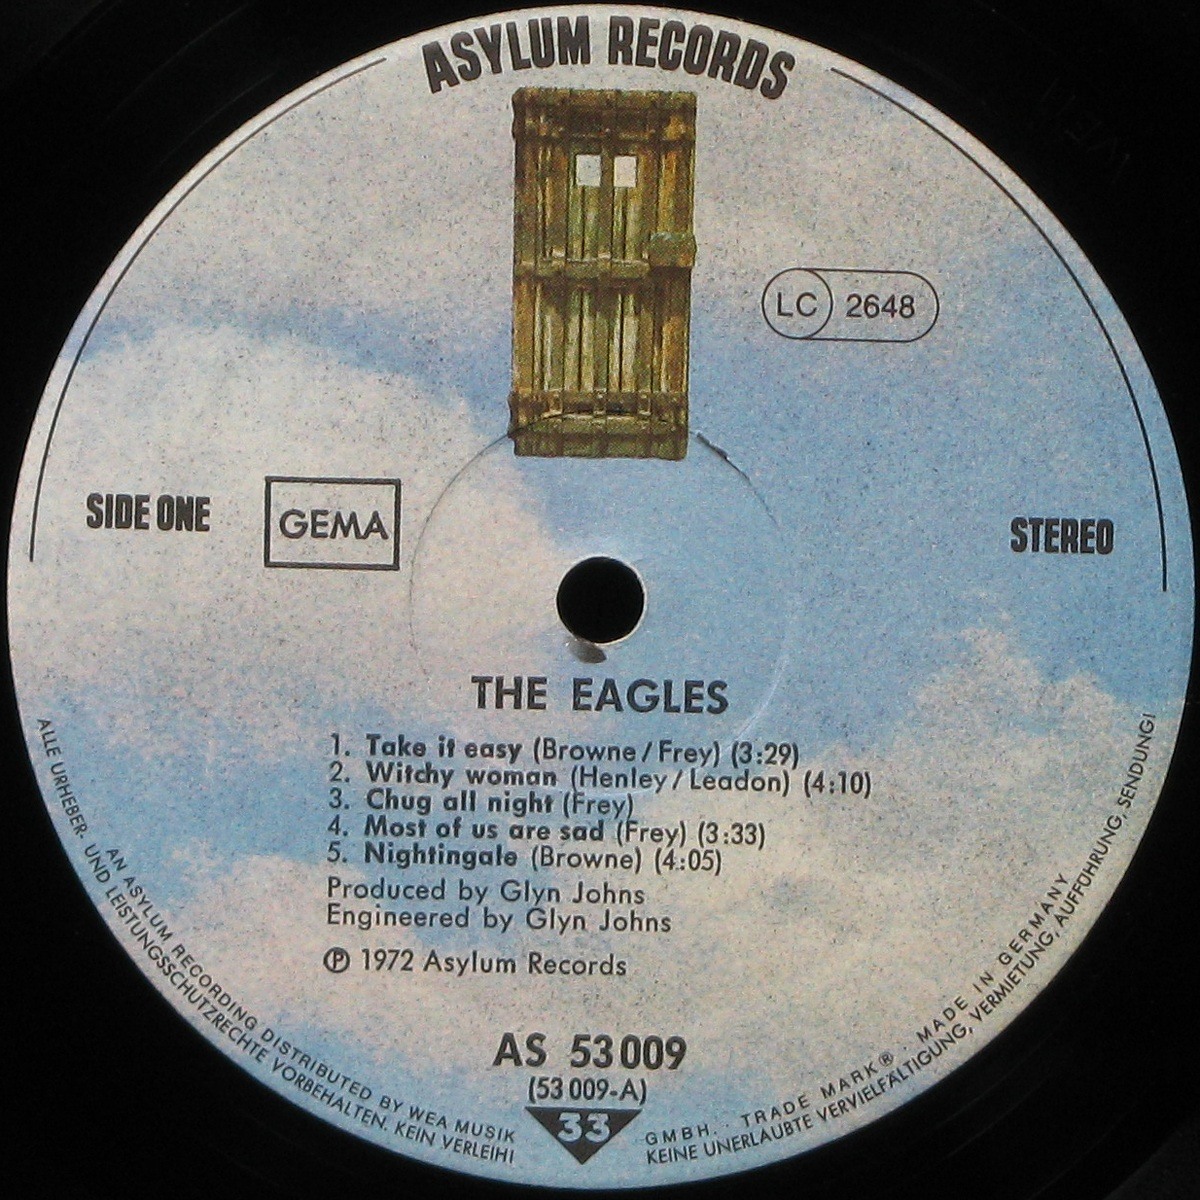 ASYLUM RECORDS
LC 2648
SIDE ONE
GEMA
STEREO
THE EAGLES
1. Take it easy (Browne/Frey) (3:29)
2. Witchy woman (Henley/Leadon) (4:10)
3. Chug all night (Frey)
4. Most of us are sad (Frey) (3:33)
5. Nightingale (Browne) (4:05)
Produced by Glyn Johns
Engineered by Glyn Johns
℗ 1972 Asylum Records
AS 53 009
(53 009-A)
33
AN ASYLUM RECORDING DISTRIBUTED BY WEA MUSIK GMBH. · TRADE MARK® · MADE IN GERMANY
ALLE URHEBER- UND LEISTUNGSSCHUTZRECHTE VORBEHALTEN. KEIN VERLEIH! KEINE UNERLAUBTE VERVIELFÄLTIGUNG, VERMIETUNG, AUFFÜHRUNG, SENDUNG!